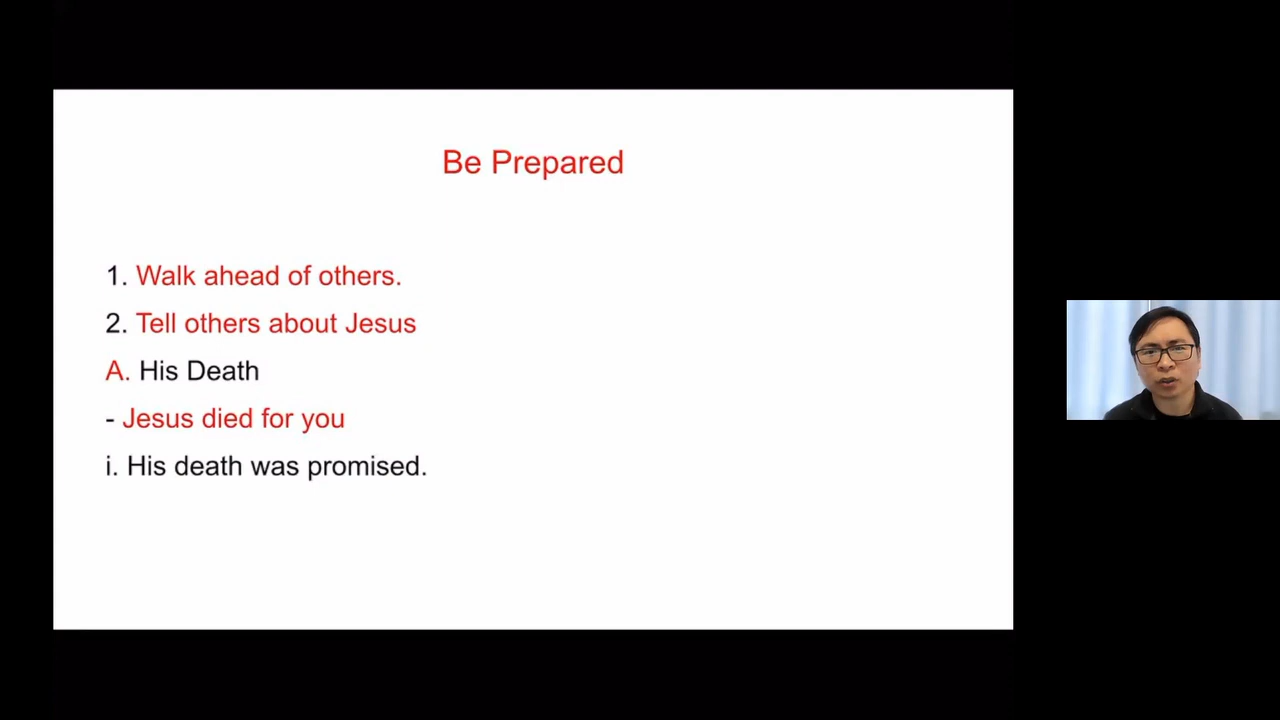 Be Prepared
1. Walk ahead of others.
2. Tell others about Jesus
A. His Death
- Jesus died for you
i. His death was promised.